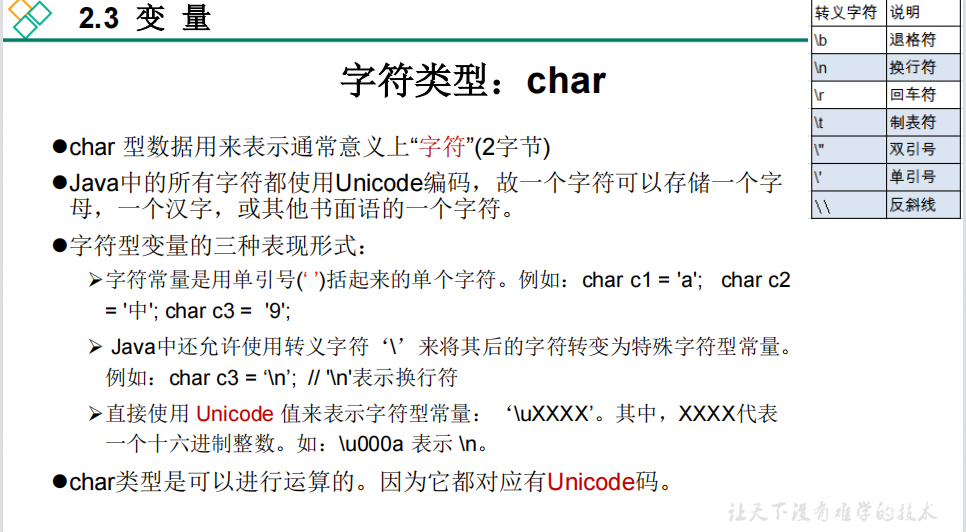 2.3 变 量
字符类型：char
●char 型数据用来表示通常意义上“字符”(2字节)
●Java中的所有字符都使用Unicode编码，故一个字符可以存储一个字
母，一个汉字，或其他书面语的一个字符。
●字符型变量的三种表现形式：
➢字符常量是用单引号(‘ ’)括起来的单个字符。例如：char c1 = 'a'; char c2
= '中'; char c3 = '9';
➢ Java中还允许使用转义字符‘\’来将其后的字符转变为特殊字符型常量。
例如：char c3 = ‘\n’; // '\n'表示换行符
➢直接使用 Unicode 值来表示字符型常量：‘\uXXXX’。其中，XXXX代表
一个十六进制整数。如：\u000a 表示 \n。
●char类型是可以进行运算的。因为它都对应有Unicode码。
转义字符 说明
\b 退格符
\n 换行符
\r 回车符
\t 制表符
\" 双引号
\' 单引号
\\ 反斜线
让天下没有难学的技术